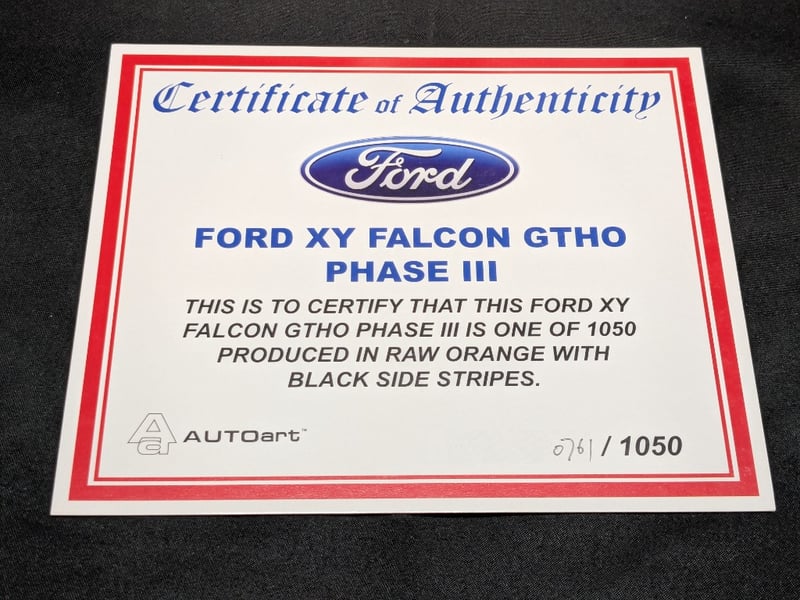 Certificate of Authenticity
Ford
FORD XY FALCON GTHO
PHASE III
THIS IS TO CERTIFY THAT THIS FORD XY
FALCON GTHO PHASE III IS ONE OF 1050
PRODUCED IN RAW ORANGE WITH
BLACK SIDE STRIPES.
Aa AUTOart™
0761 / 1050